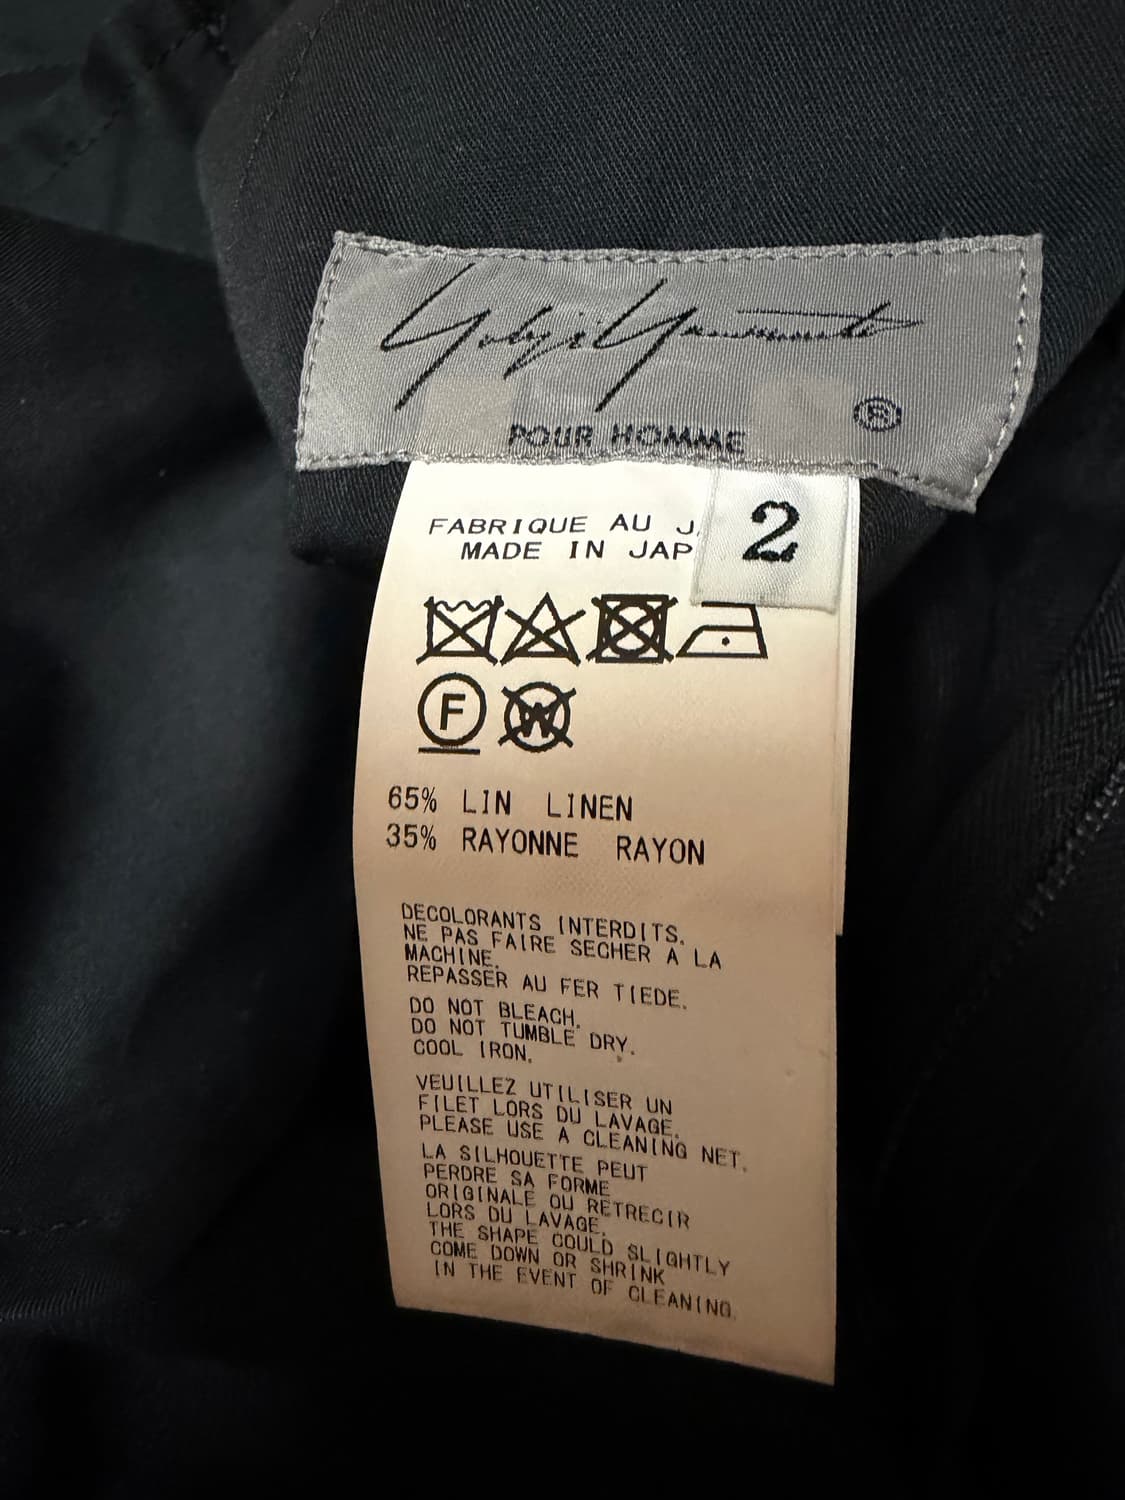 Yohji Yamamoto
POUR HOMME ®
2
FABRIQUE AU J
MADE IN JAP
F
W
65% LIN LINEN
35% RAYONNE RAYON
DECOLORANTS INTERDITS.
NE PAS FAIRE SECHER A LA
MACHINE.
REPASSER AU FER TIEDE.
DO NOT BLEACH.
DO NOT TUMBLE DRY.
COOL IRON.
VEUILLEZ UTILISER UN
FILET LORS DU LAVAGE.
PLEASE USE A CLEANING NET.
LA SILHOUETTE PEUT
PERDRE SA FORME
ORIGINALE OU RETRECIR
LORS DU LAVAGE.
THE SHAPE COULD SLIGHTLY
COME DOWN OR SHRINK
IN THE EVENT OF CLEANING.